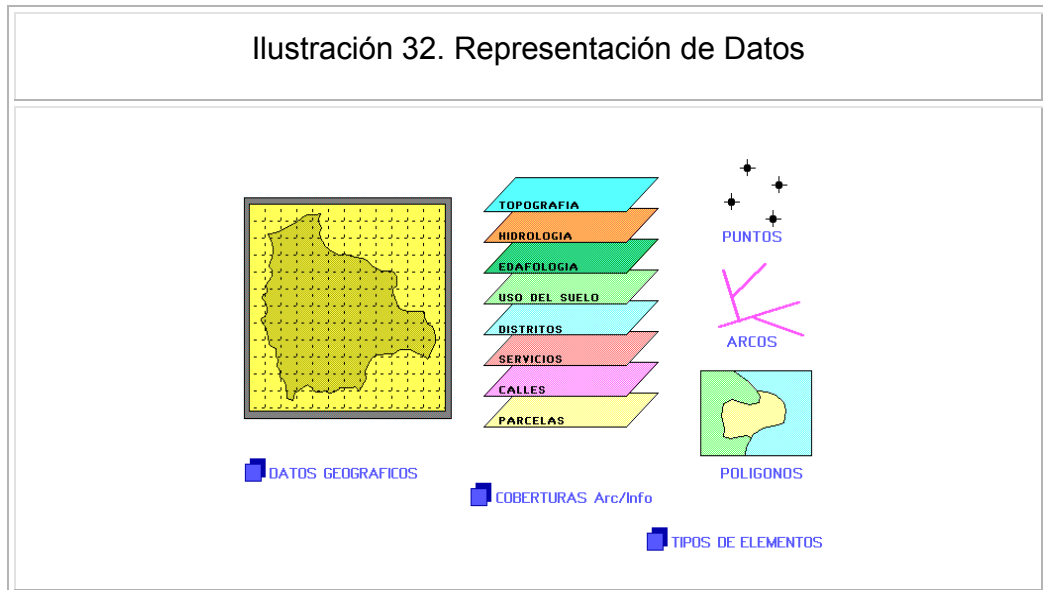 Ilustración 32. Representación de Datos
TOPOGRAFIA
HIDROLOGIA
EDAFOLOGIA
USO DEL SUELO
DISTRITOS
SERVICIOS
CALLES
PARCELAS
PUNTOS
ARCOS
POLIGONOS
DATOS GEOGRAFICOS
COBERTURAS Arc/Info
TIPOS DE ELEMENTOS